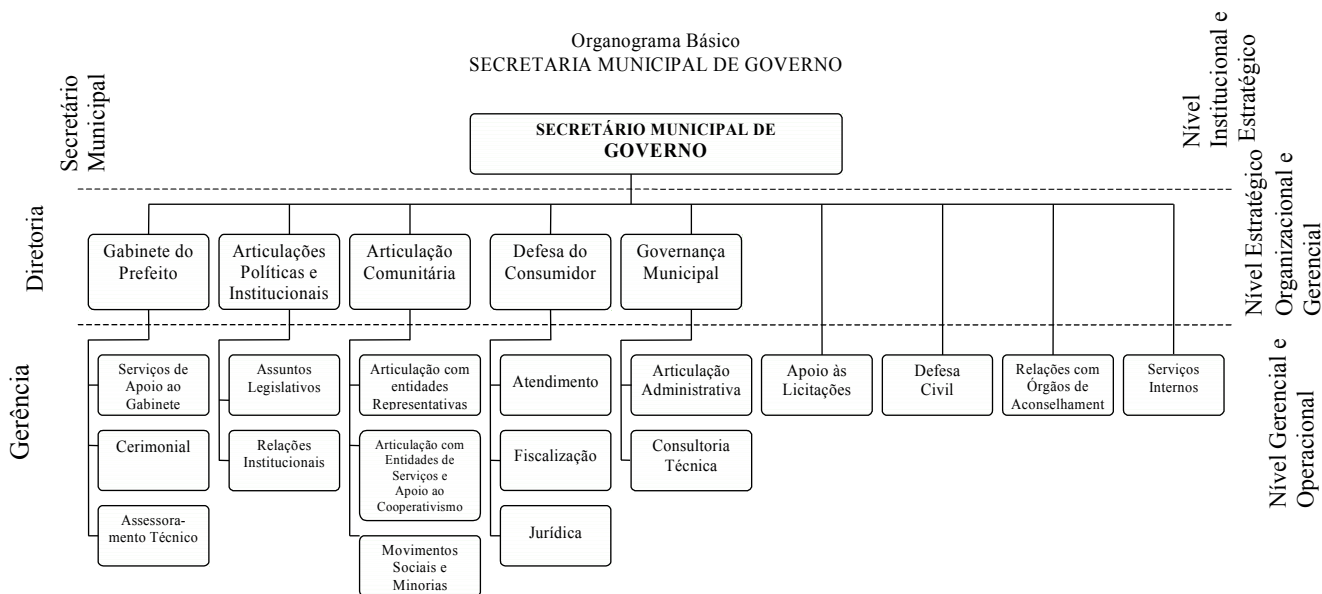 Organograma Básico
SECRETARIA MUNICIPAL DE GOVERNO
Secretário
Municipal
Nível
Institucional e
Estratégico
SECRETÁRIO MUNICIPAL DE
GOVERNO
Diretoria
Nível Estratégico
Organizacional e
Gerencial
Gabinete do
Prefeito
Articulações
Políticas e
Institucionais
Articulação
Comunitária
Defesa do
Consumidor
Governança
Municipal
Gerência
Nível Gerencial e
Operacional
Serviços de
Apoio ao
Gabinete
Assuntos
Legislativos
Articulação com
entidades
Representativas
Atendimento
Articulação
Administrativa
Apoio às
Licitações
Defesa
Civil
Relações com
Órgãos de
Aconselhament
Serviços
Internos
Cerimonial
Relações
Institucionais
Articulação com
Entidades de
Serviços e
Apoio ao
Cooperativismo
Fiscalização
Consultoria
Técnica
Assessora-
mento Técnico
Movimentos
Sociais e
Minorias
Jurídica